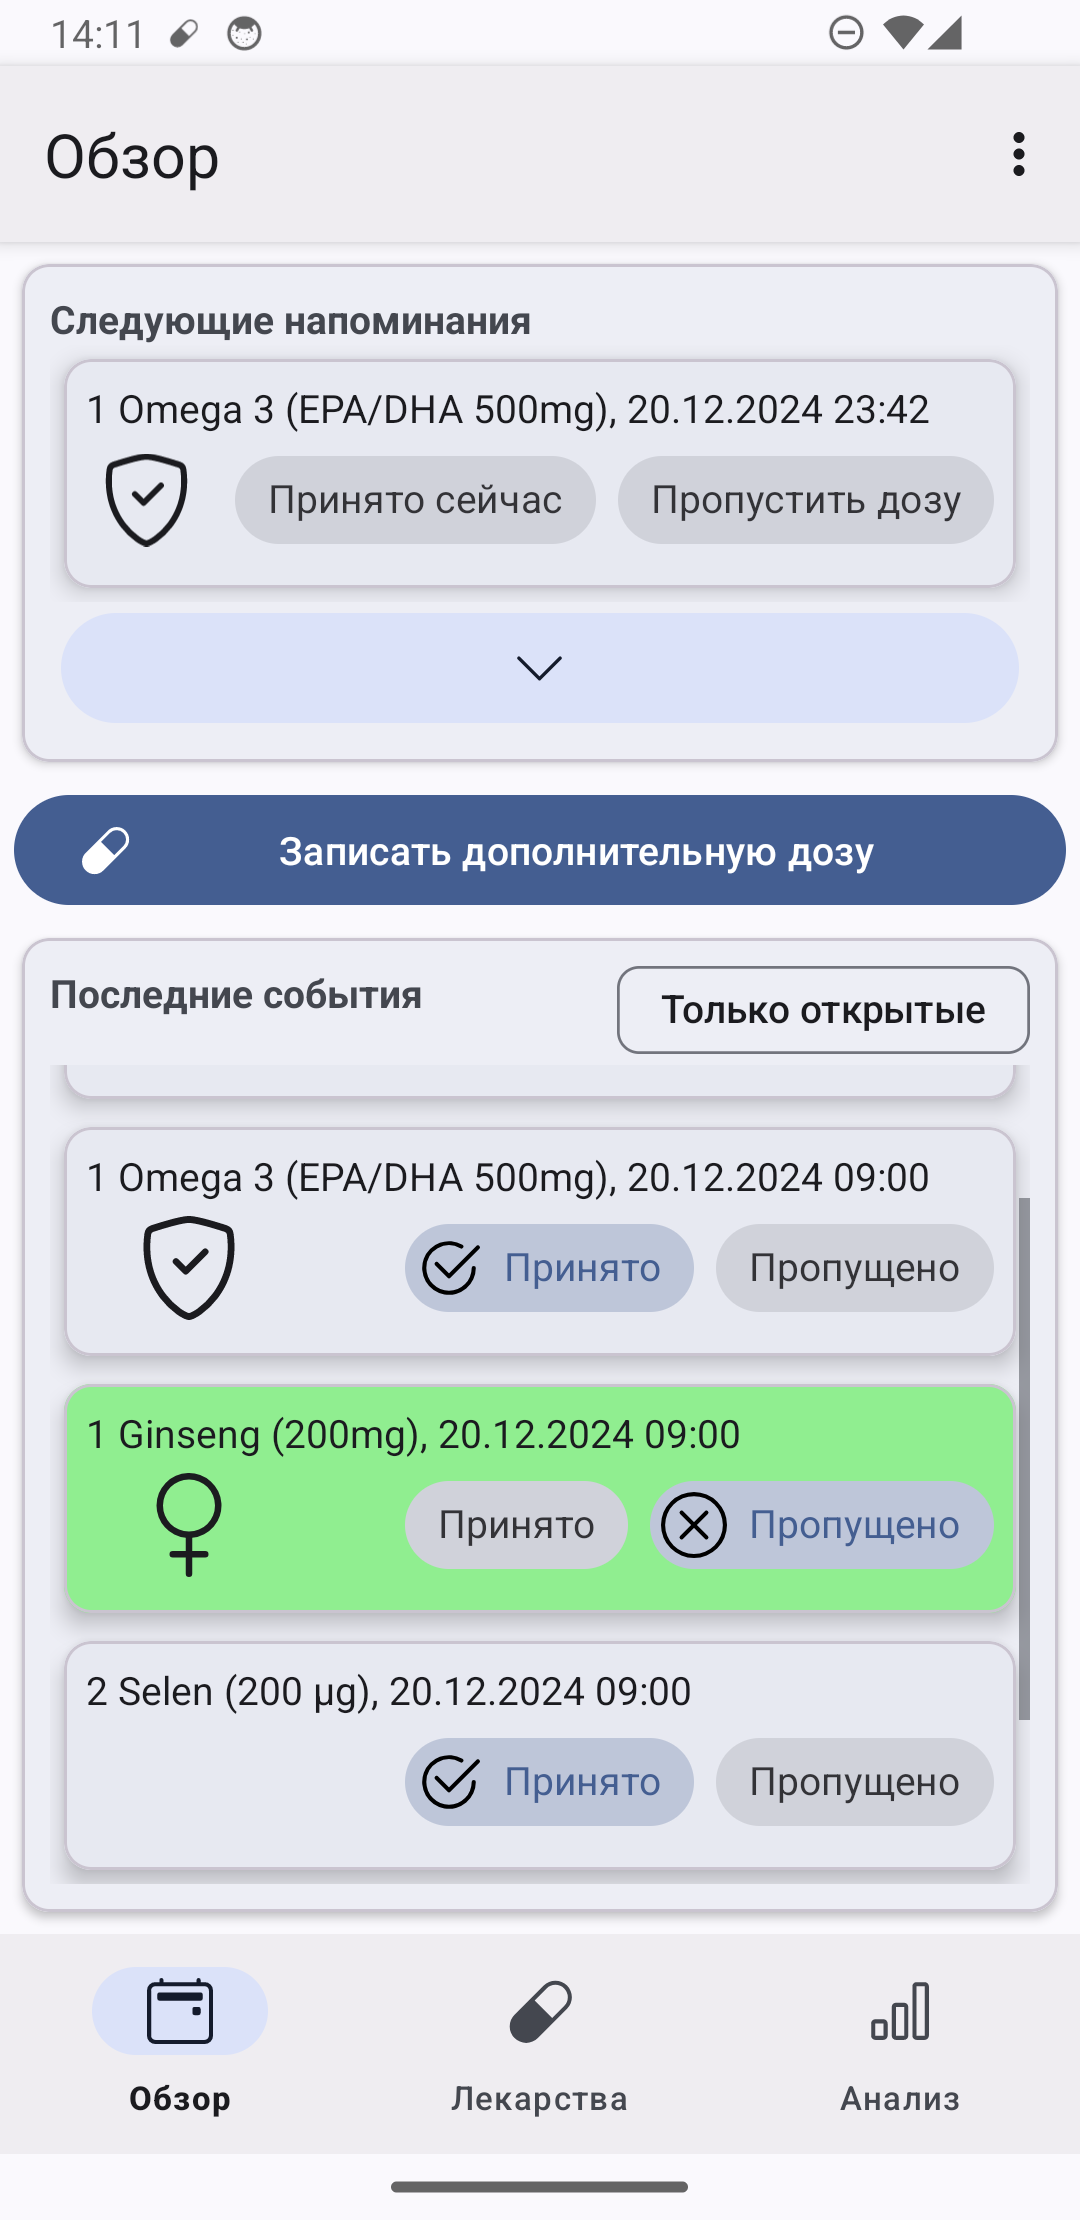 14:11
Обзор
Следующие напоминания
1 Omega 3 (EPA/DHA 500mg), 20.12.2024 23:42
Принято сейчас Пропустить дозу
Записать дополнительную дозу
Последние события Только открытые
1 Omega 3 (EPA/DHA 500mg), 20.12.2024 09:00
Принято Пропущено
1 Ginseng (200mg), 20.12.2024 09:00
Принято Пропущено
2 Selen (200 µg), 20.12.2024 09:00
Принято Пропущено
Обзор Лекарства Анализ